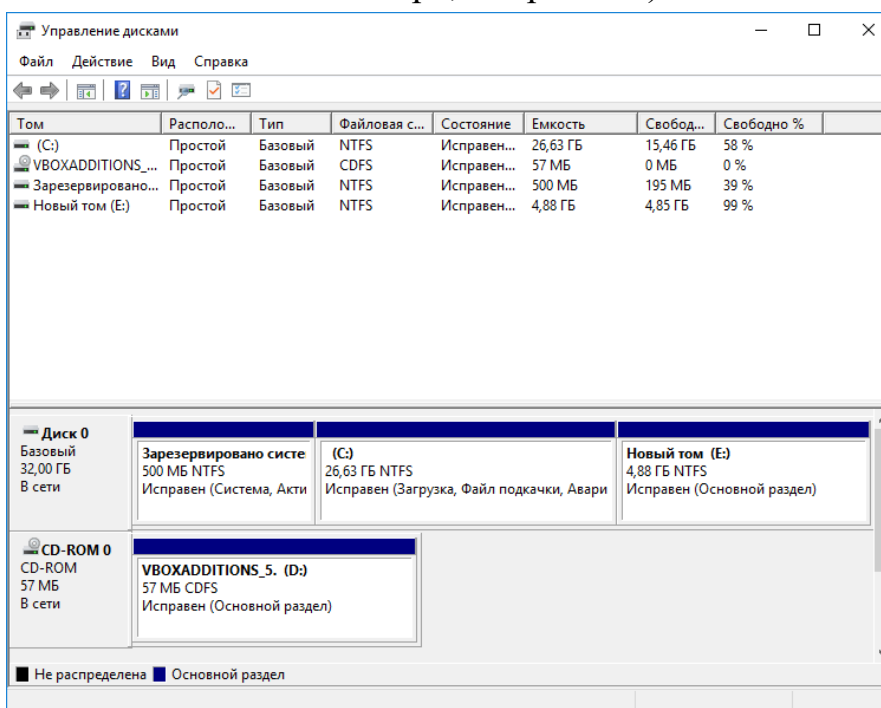 Управление дисками
Файл Действие Вид Справка
Том Располо... Тип Файловая с... Состояние Емкость Свобод... Свободно %
(C:) Простой Базовый NTFS Исправен... 26,63 ГБ 15,46 ГБ 58 %
VBOXADDITIONS_... Простой Базовый CDFS Исправен... 57 МБ 0 МБ 0 %
Зарезервировано... Простой Базовый NTFS Исправен... 500 МБ 195 МБ 39 %
Новый том (E:) Простой Базовый NTFS Исправен... 4,88 ГБ 4,85 ГБ 99 %
Диск 0
Базовый
32,00 ГБ
В сети
Зарезервировано систе
500 МБ NTFS
Исправен (Система, Акти
(C:)
26,63 ГБ NTFS
Исправен (Загрузка, Файл подкачки, Авари
Новый том (E:)
4,88 ГБ NTFS
Исправен (Основной раздел)
CD-ROM 0
CD-ROM
57 МБ
В сети
VBOXADDITIONS_5. (D:)
57 МБ CDFS
Исправен (Основной раздел)
Не распределена Основной раздел